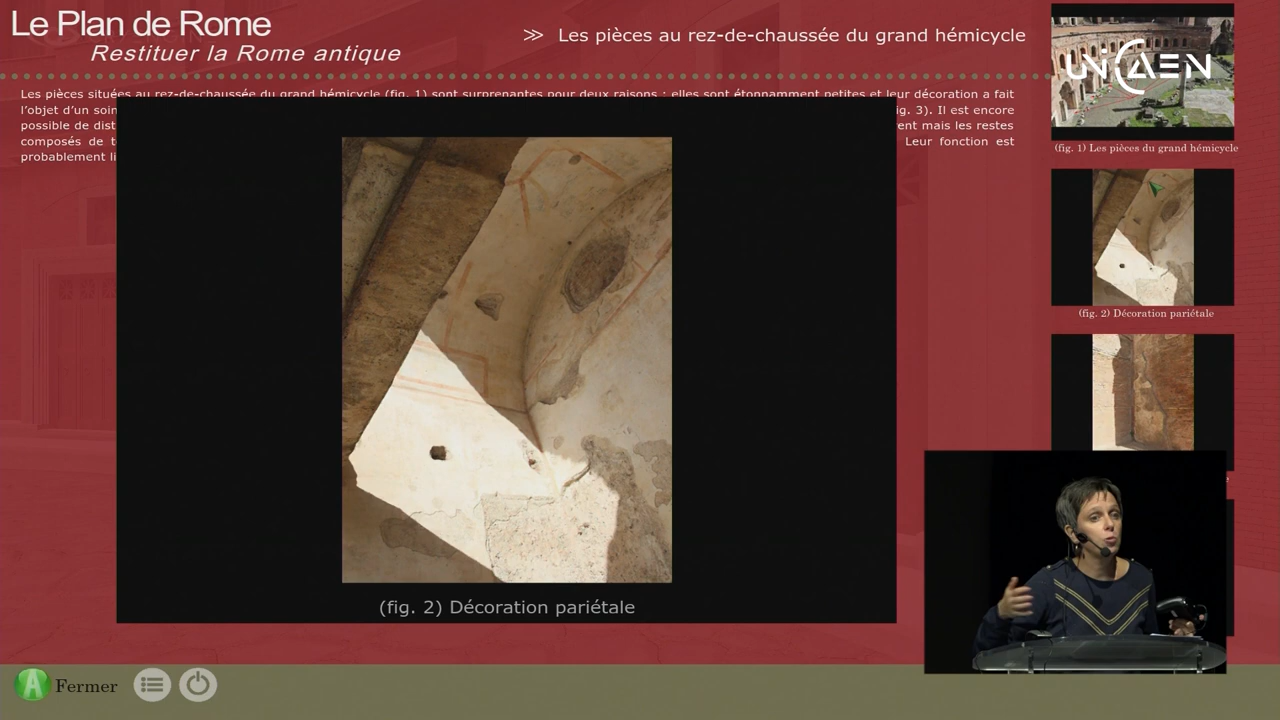 Le Plan de Rome
Restituer la Rome antique
>> Les pièces au rez-de-chaussée du grand hémicycle
UNICAEN
Les pièces situées au rez-de-chaussée du grand hémicycle (fig. 1) sont surprenantes pour deux raisons : elles sont étonnamment petites et leur décoration a fait
l'objet d'un soin fig. 3). Il est encore
possible de dist mais les restes
composés de Leur fonction est
probablement
(fig. 1) Les pièces du grand hémicycle
(fig. 2) Décoration pariétale
(fig. 2) Décoration pariétale
A Fermer